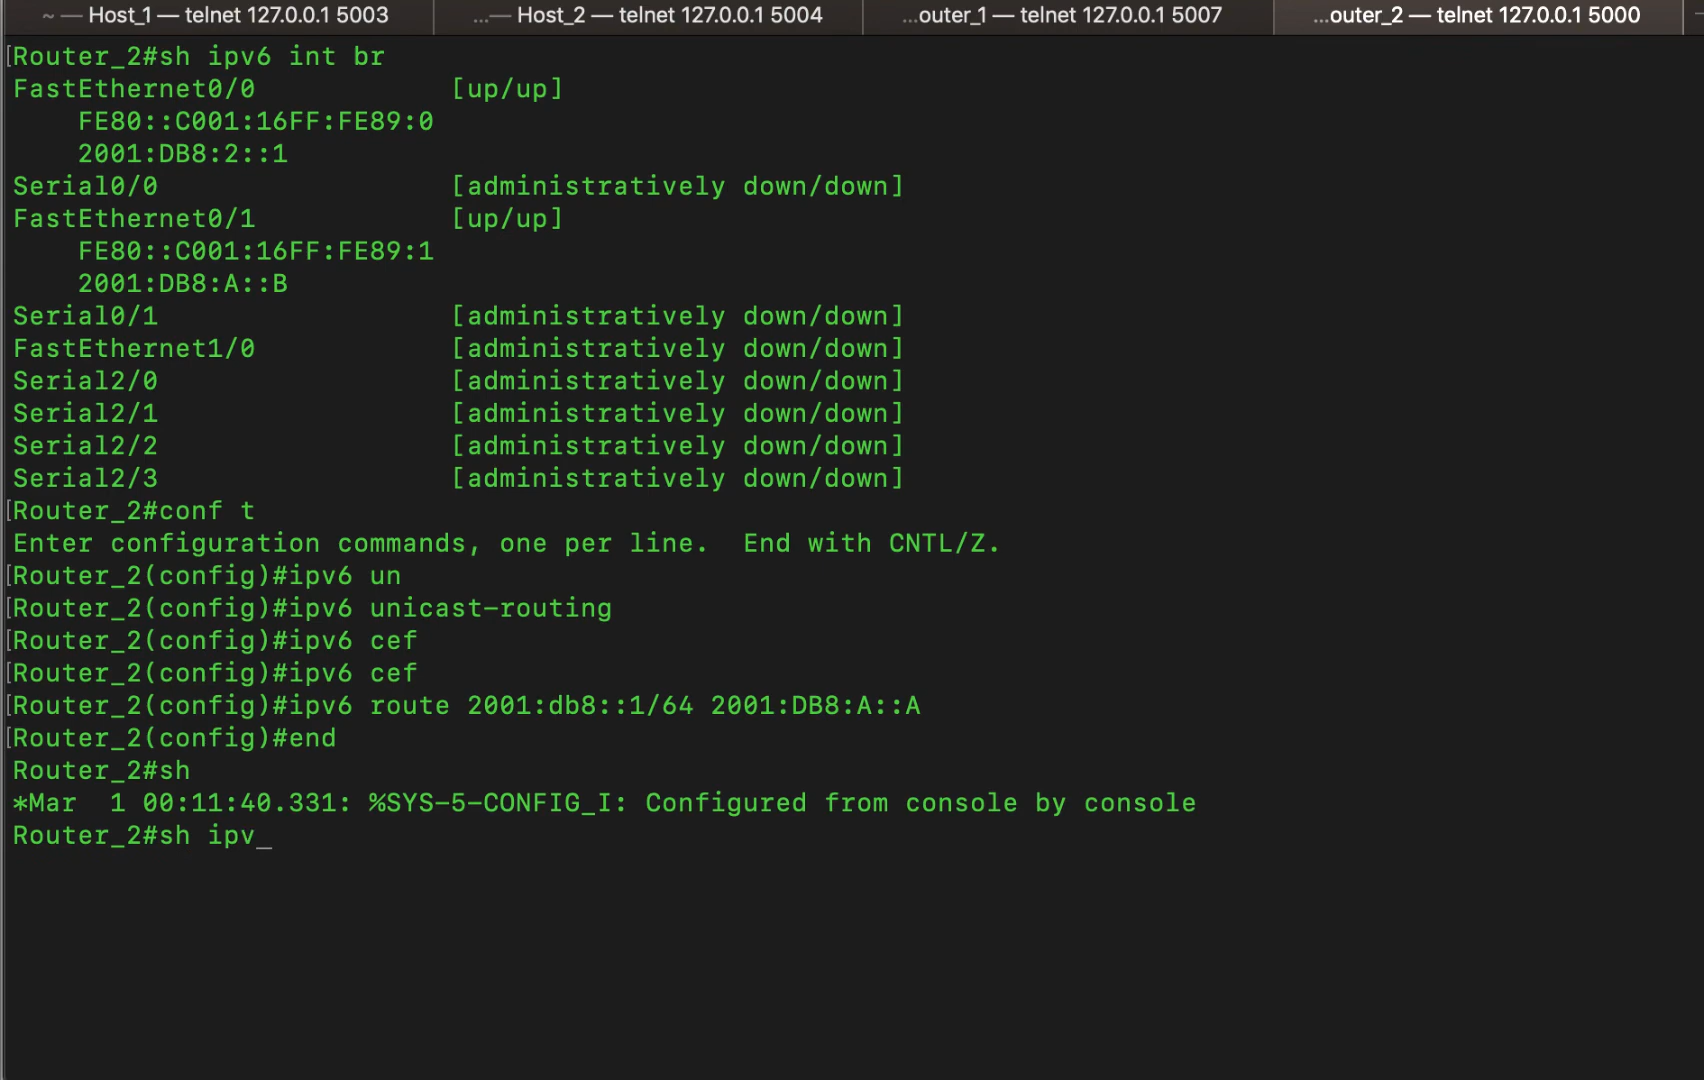 ~ — Host_1 — telnet 127.0.0.1 5003
...— Host_2 — telnet 127.0.0.1 5004
...outer_1 — telnet 127.0.0.1 5007
...outer_2 — telnet 127.0.0.1 5000
[Router_2#sh ipv6 int br
FastEthernet0/0            [up/up]
    FE80::C001:16FF:FE89:0
    2001:DB8:2::1
Serial0/0                  [administratively down/down]
FastEthernet0/1            [up/up]
    FE80::C001:16FF:FE89:1
    2001:DB8:A::B
Serial0/1                  [administratively down/down]
FastEthernet1/0            [administratively down/down]
Serial2/0                  [administratively down/down]
Serial2/1                  [administratively down/down]
Serial2/2                  [administratively down/down]
Serial2/3                  [administratively down/down]
[Router_2#conf t
Enter configuration commands, one per line.  End with CNTL/Z.
[Router_2(config)#ipv6 un
[Router_2(config)#ipv6 unicast-routing
[Router_2(config)#ipv6 cef
[Router_2(config)#ipv6 cef
[Router_2(config)#ipv6 route 2001:db8::1/64 2001:DB8:A::A
[Router_2(config)#end
Router_2#sh
*Mar  1 00:11:40.331: %SYS-5-CONFIG_I: Configured from console by console
Router_2#sh ipv_